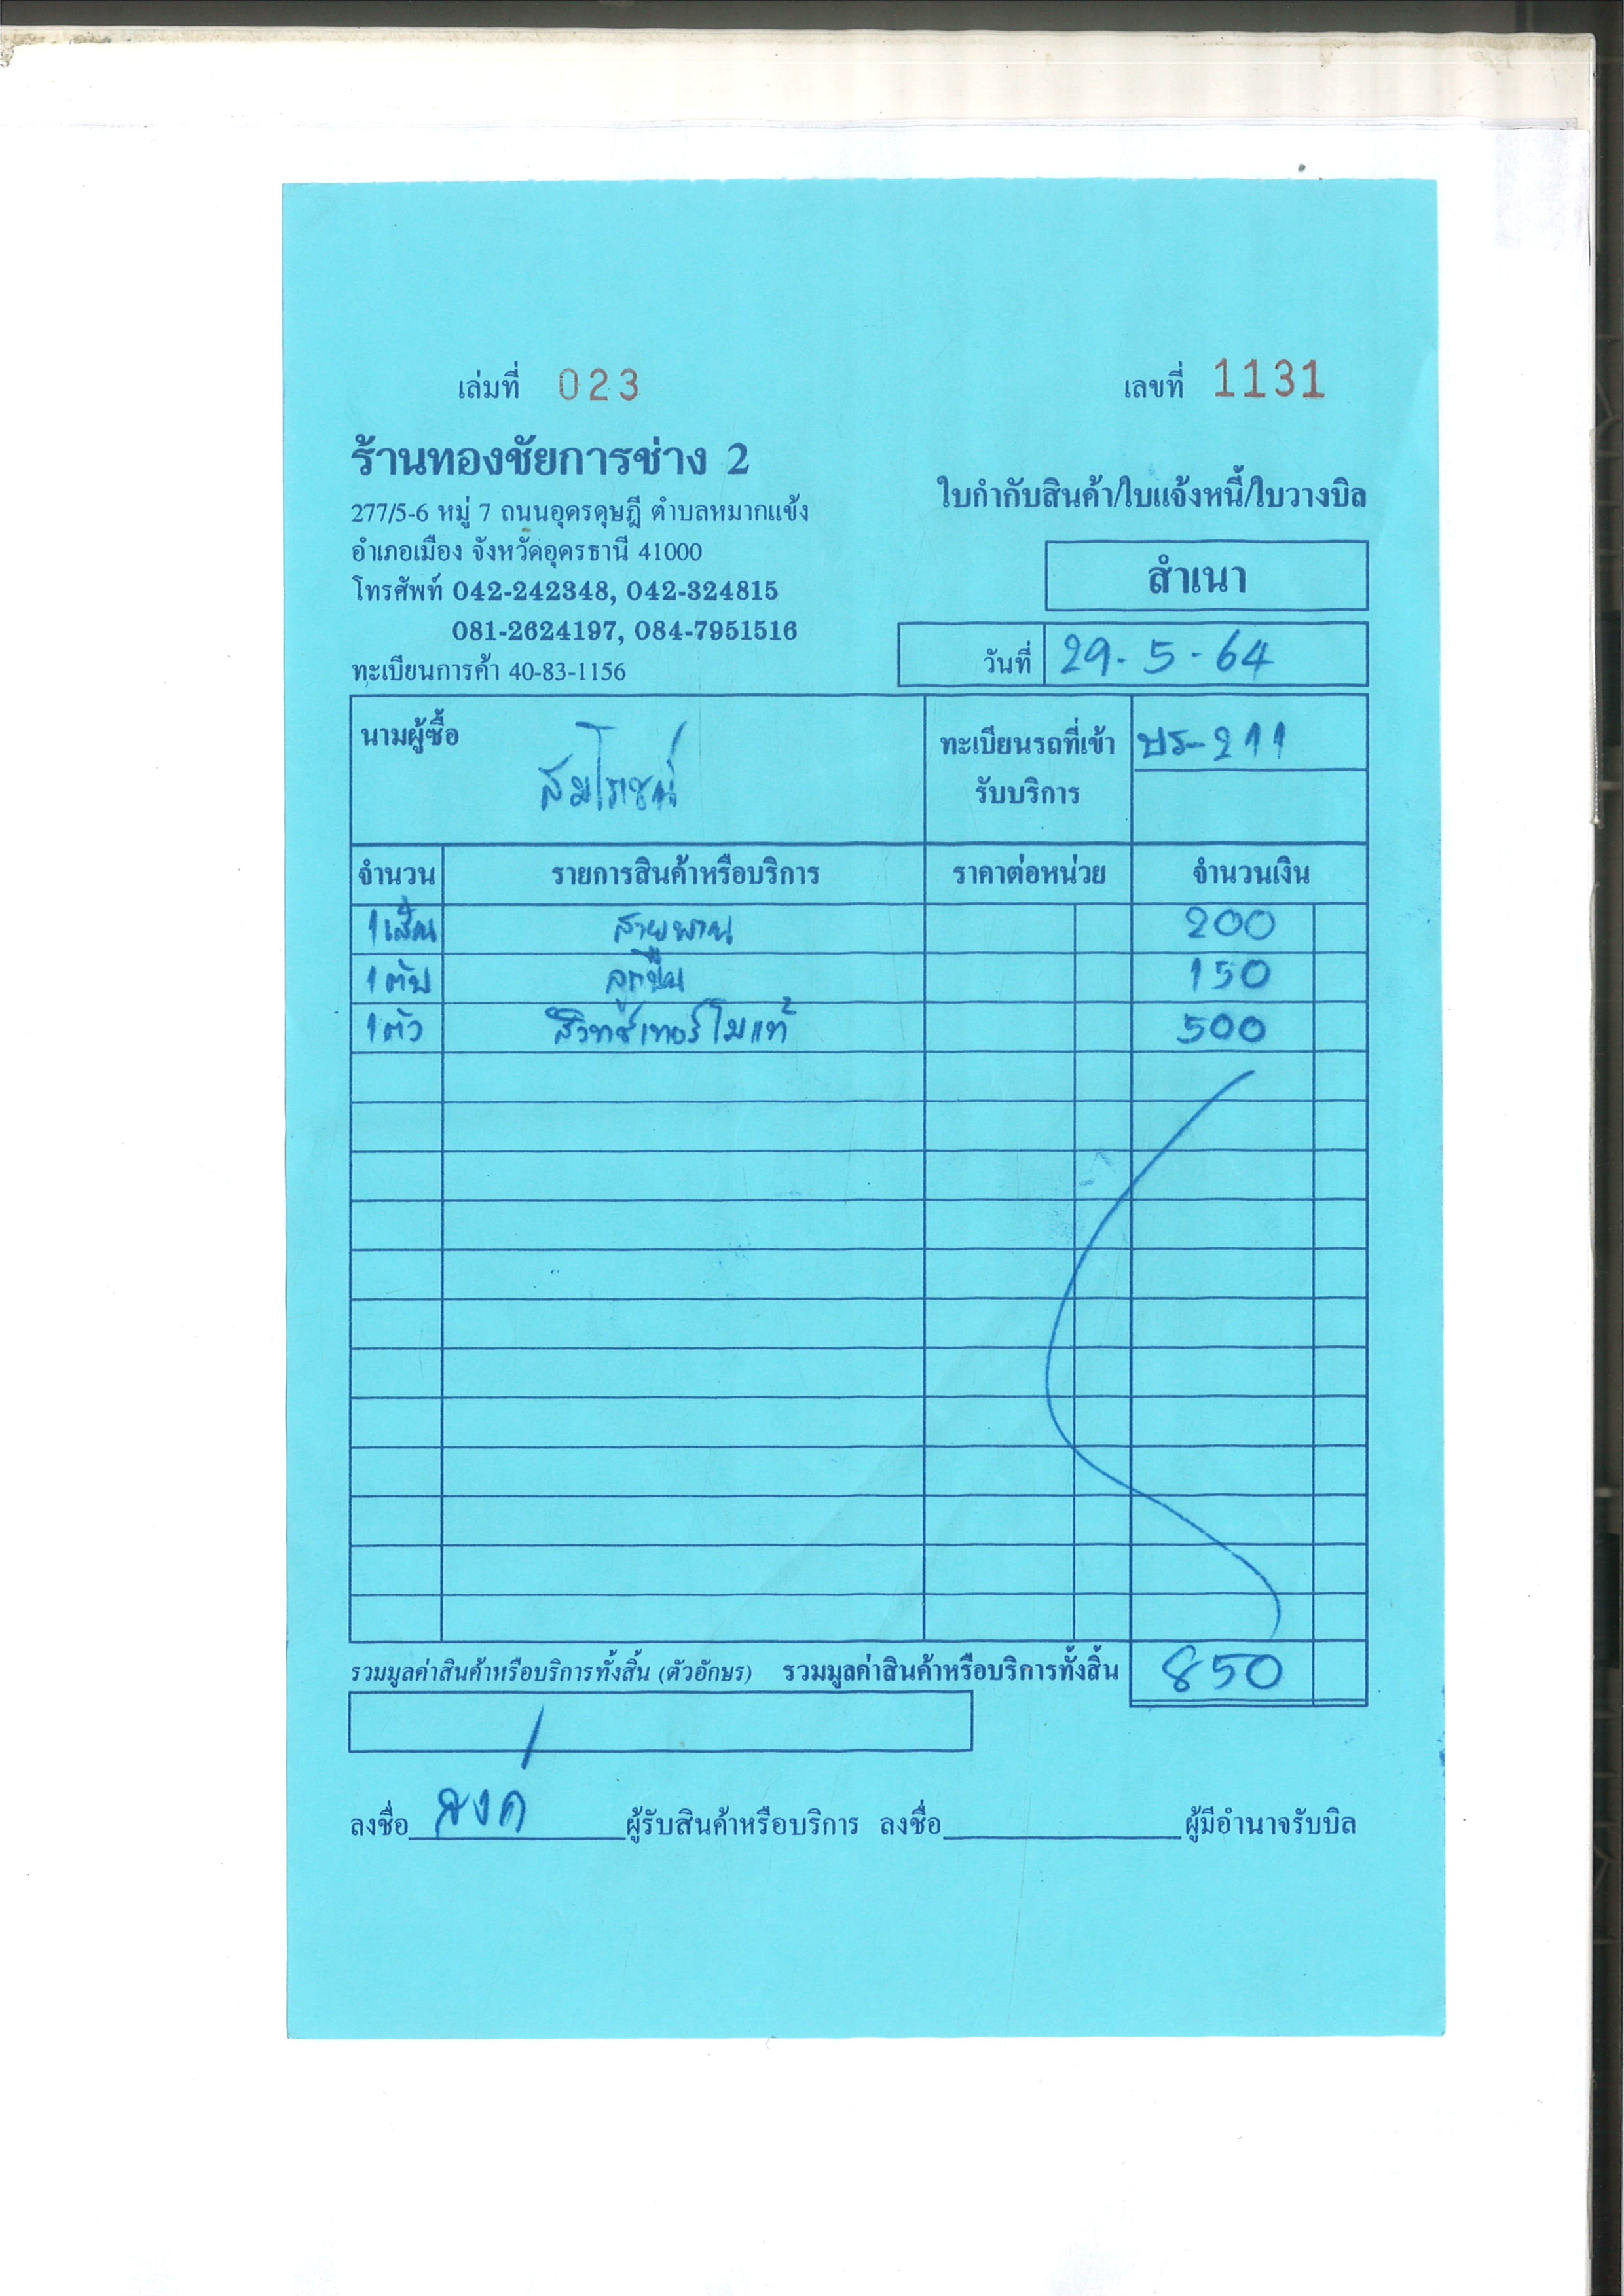 เล่มที่ 023 เลขที่ 1131
ร้านทองชัยการช่าง 2
277/5-6 หมู่ 7 ถนนอุดรดุษฎี ตำบลหมากแข้ง
อำเภอเมือง จังหวัดอุดรธานี 41000
โทรศัพท์ 042-242348, 042-324815
081-2624197, 084-7951516
ทะเบียนการค้า 40-83-1156
ใบกำกับสินค้า/ใบแจ้งหนี้/ใบวางบิล
สำเนา
วันที่ 29-5-64
นามผู้ซื้อ สมโภชน์
ทะเบียนรถที่เข้า
รับบริการ
บร-211
จำนวน รายการสินค้าหรือบริการ ราคาต่อหน่วย จำนวนเงิน
1เส้น สายพาน 200
1ตับ ลูกปืน 150
1ตัว สวิทซ์เทอร์โมแท้ 500
รวมมูลค่าสินค้าหรือบริการทั้งสิ้น (ตัวอักษร) รวมมูลค่าสินค้าหรือบริการทั้งสิ้น 850
ลงชื่อ ผู้รับสินค้าหรือบริการ ลงชื่อ ผู้มีอำนาจรับบิล